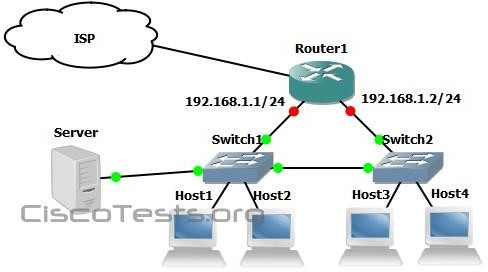 ISP
Router1
192.168.1.1/24
192.168.1.2/24
Server
Switch1
Switch2
Host1
Host2
Host3
Host4
CiscoTests.org